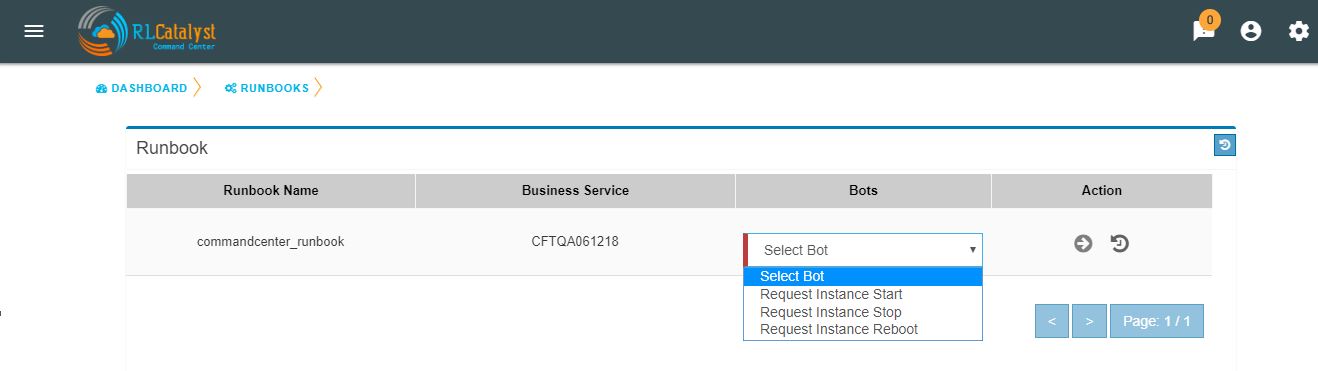 0
RLCatalyst
Command Center
DASHBOARD
RUNBOOKS
Runbook
Runbook Name Business Service Bots Action
commandcenter_runbook CFTQA061218 Select Bot
Select Bot
Request Instance Start
Request Instance Stop
Request Instance Reboot
< > Page: 1 / 1